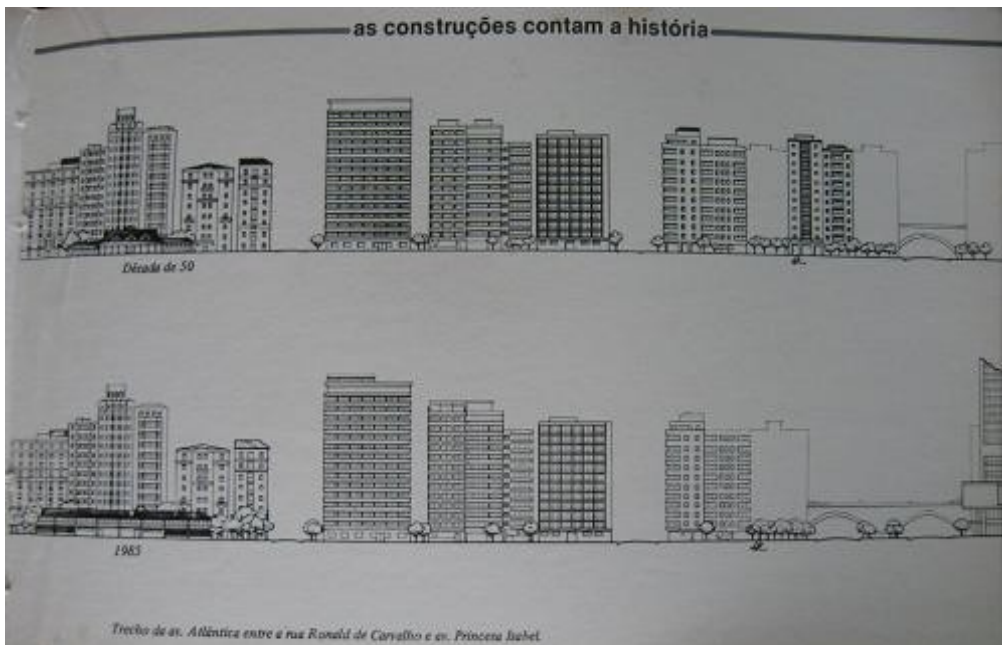 as construções contam a história
Década de 50
1985
Trecho da av. Atlântica entre a rua Ronald de Carvalho e av. Princesa Isabel.